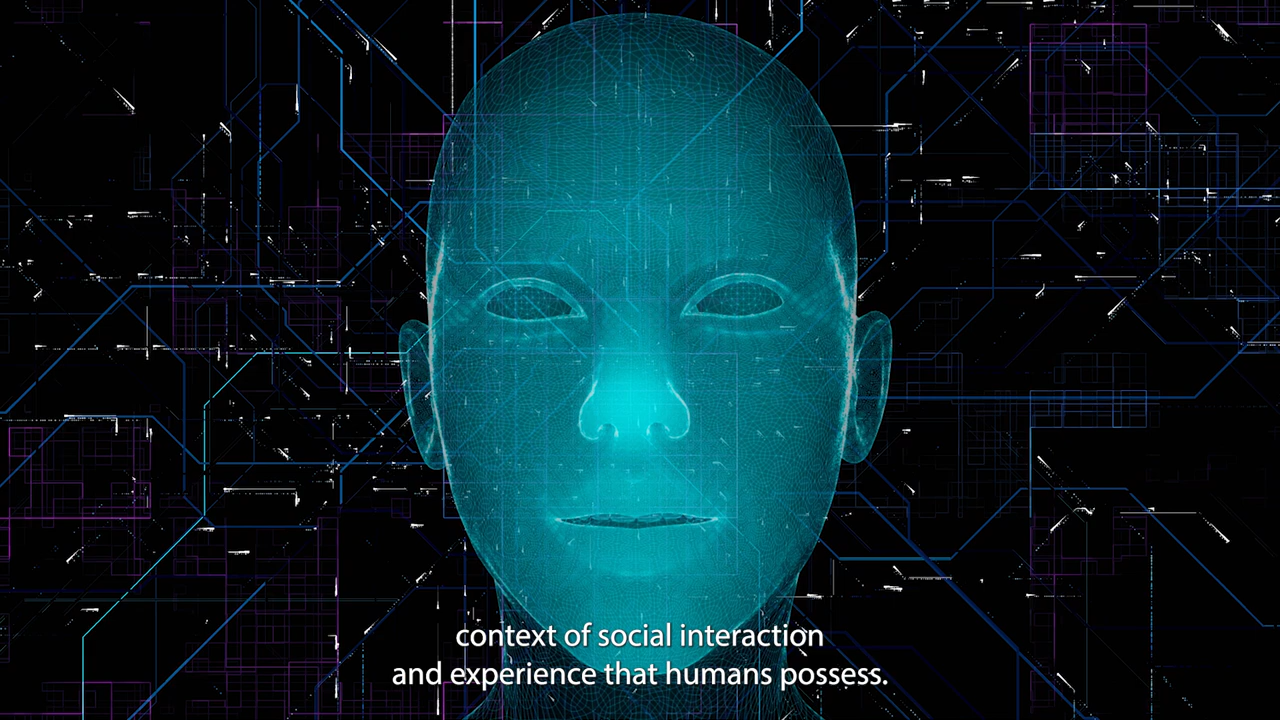 context of social interaction
and experience that humans possess.